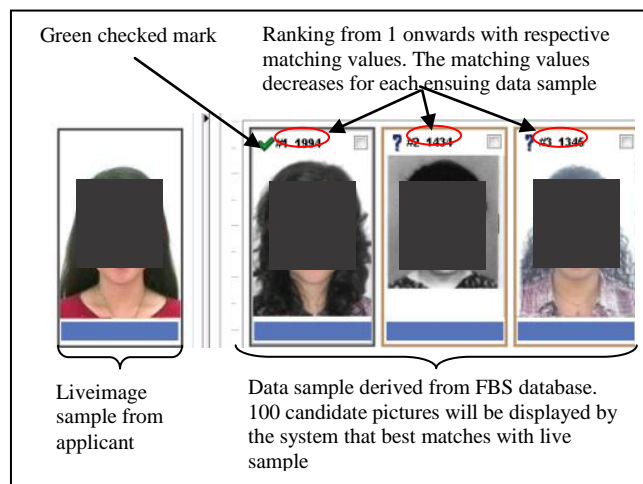 Green checked mark
Ranking from 1 onwards with respective
matching values. The matching values
decreases for each ensuing data sample
#1 1994
? #2 1434
? #3 1345
Liveimage
sample from
applicant
Data sample derived from FBS database.
100 candidate pictures will be displayed by
the system that best matches with live
sample